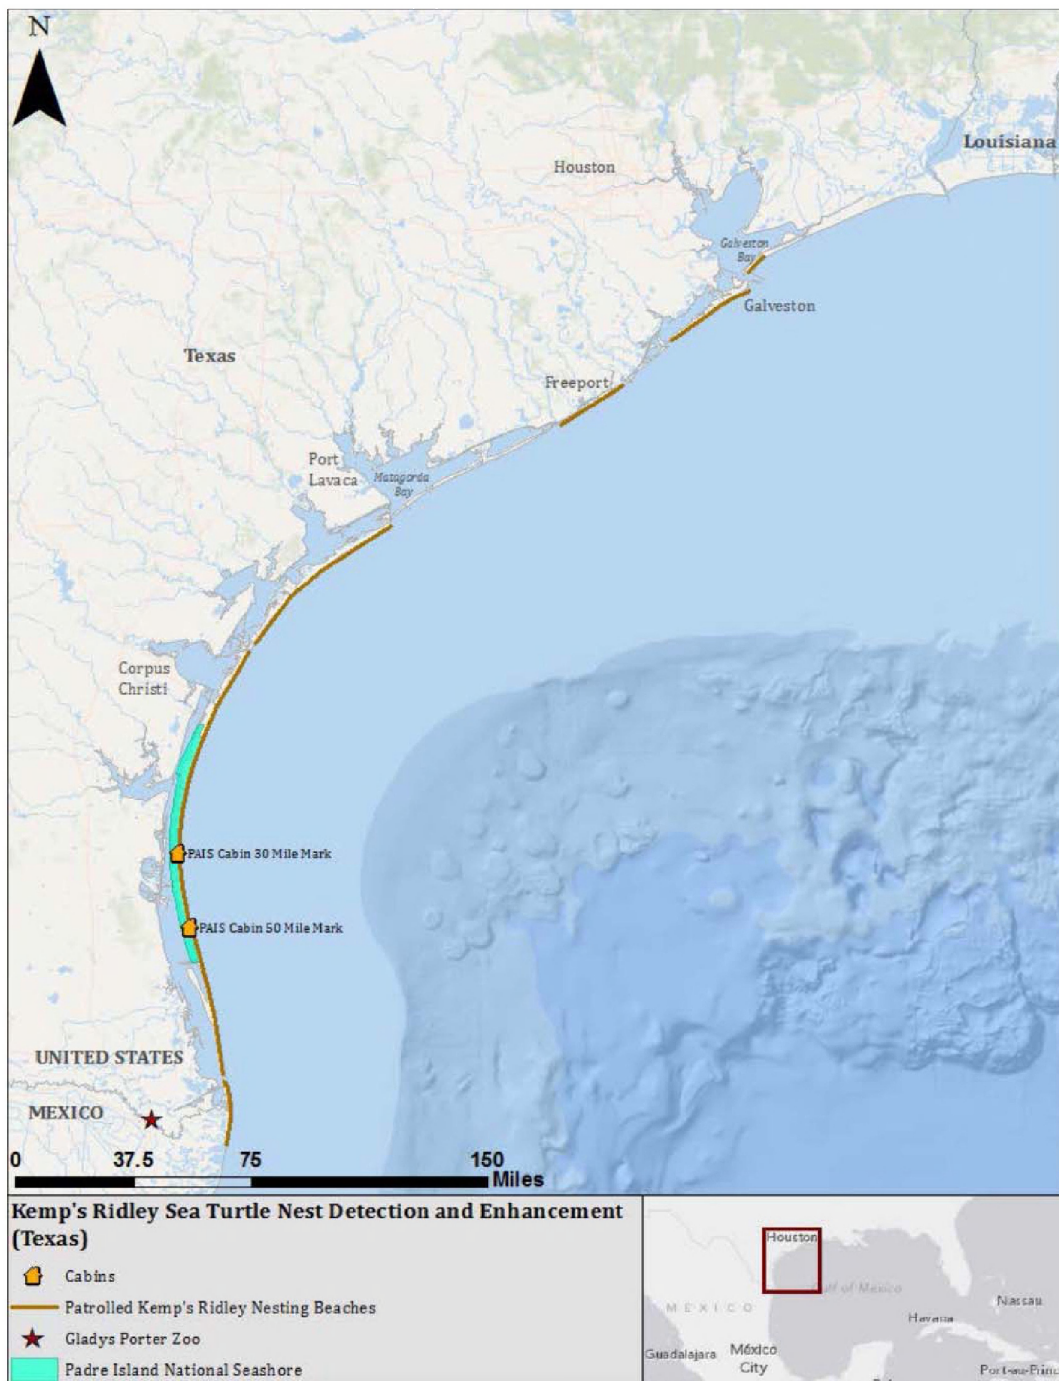 N
Louisiana
Houston
Galveston
Bay
Galveston
Texas
Freeport
Port
Lavaca
Matagorda
Bay
Corpus
Christi
PAIS Cabin 30 Mile Mark
PAIS Cabin 50 Mile Mark
UNITED STATES
MEXICO
0 37.5 75 150
Miles
Kemp's Ridley Sea Turtle Nest Detection and Enhancement
(Texas)
Cabins
Patrolled Kemp's Ridley Nesting Beaches
Gladys Porter Zoo
Padre Island National Seashore
Houston
Gulf of Mexico
MEXICO
Nassau
Havana
Guadalajara
México
City